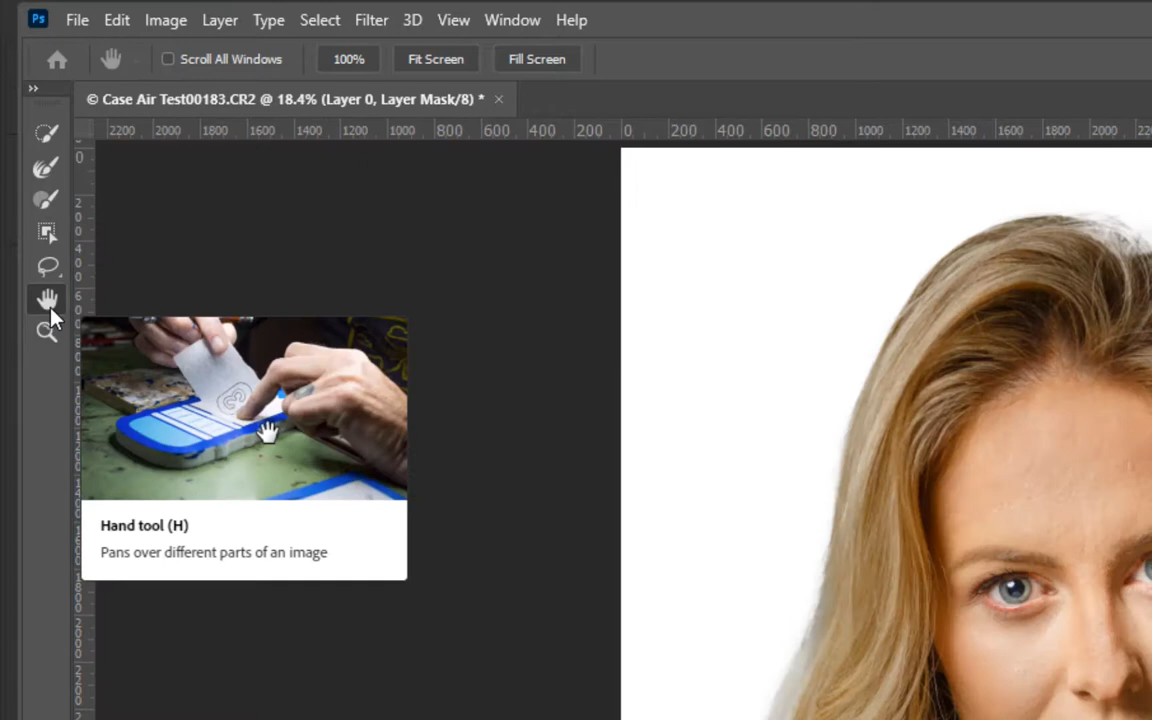 Ps File Edit Image Layer Type Select Filter 3D View Window Help
Scroll All Windows 100% Fit Screen Fill Screen
© Case Air Test00183.CR2 @ 18.4% (Layer 0, Layer Mask/8) * ×
2200 2000 1800 1600 1400 1200 1000 800 600 400 200 0 200 400 600 800 1000 1200 1400 1600 1800 2000
0
200
400
Hand tool (H)
Pans over different parts of an image